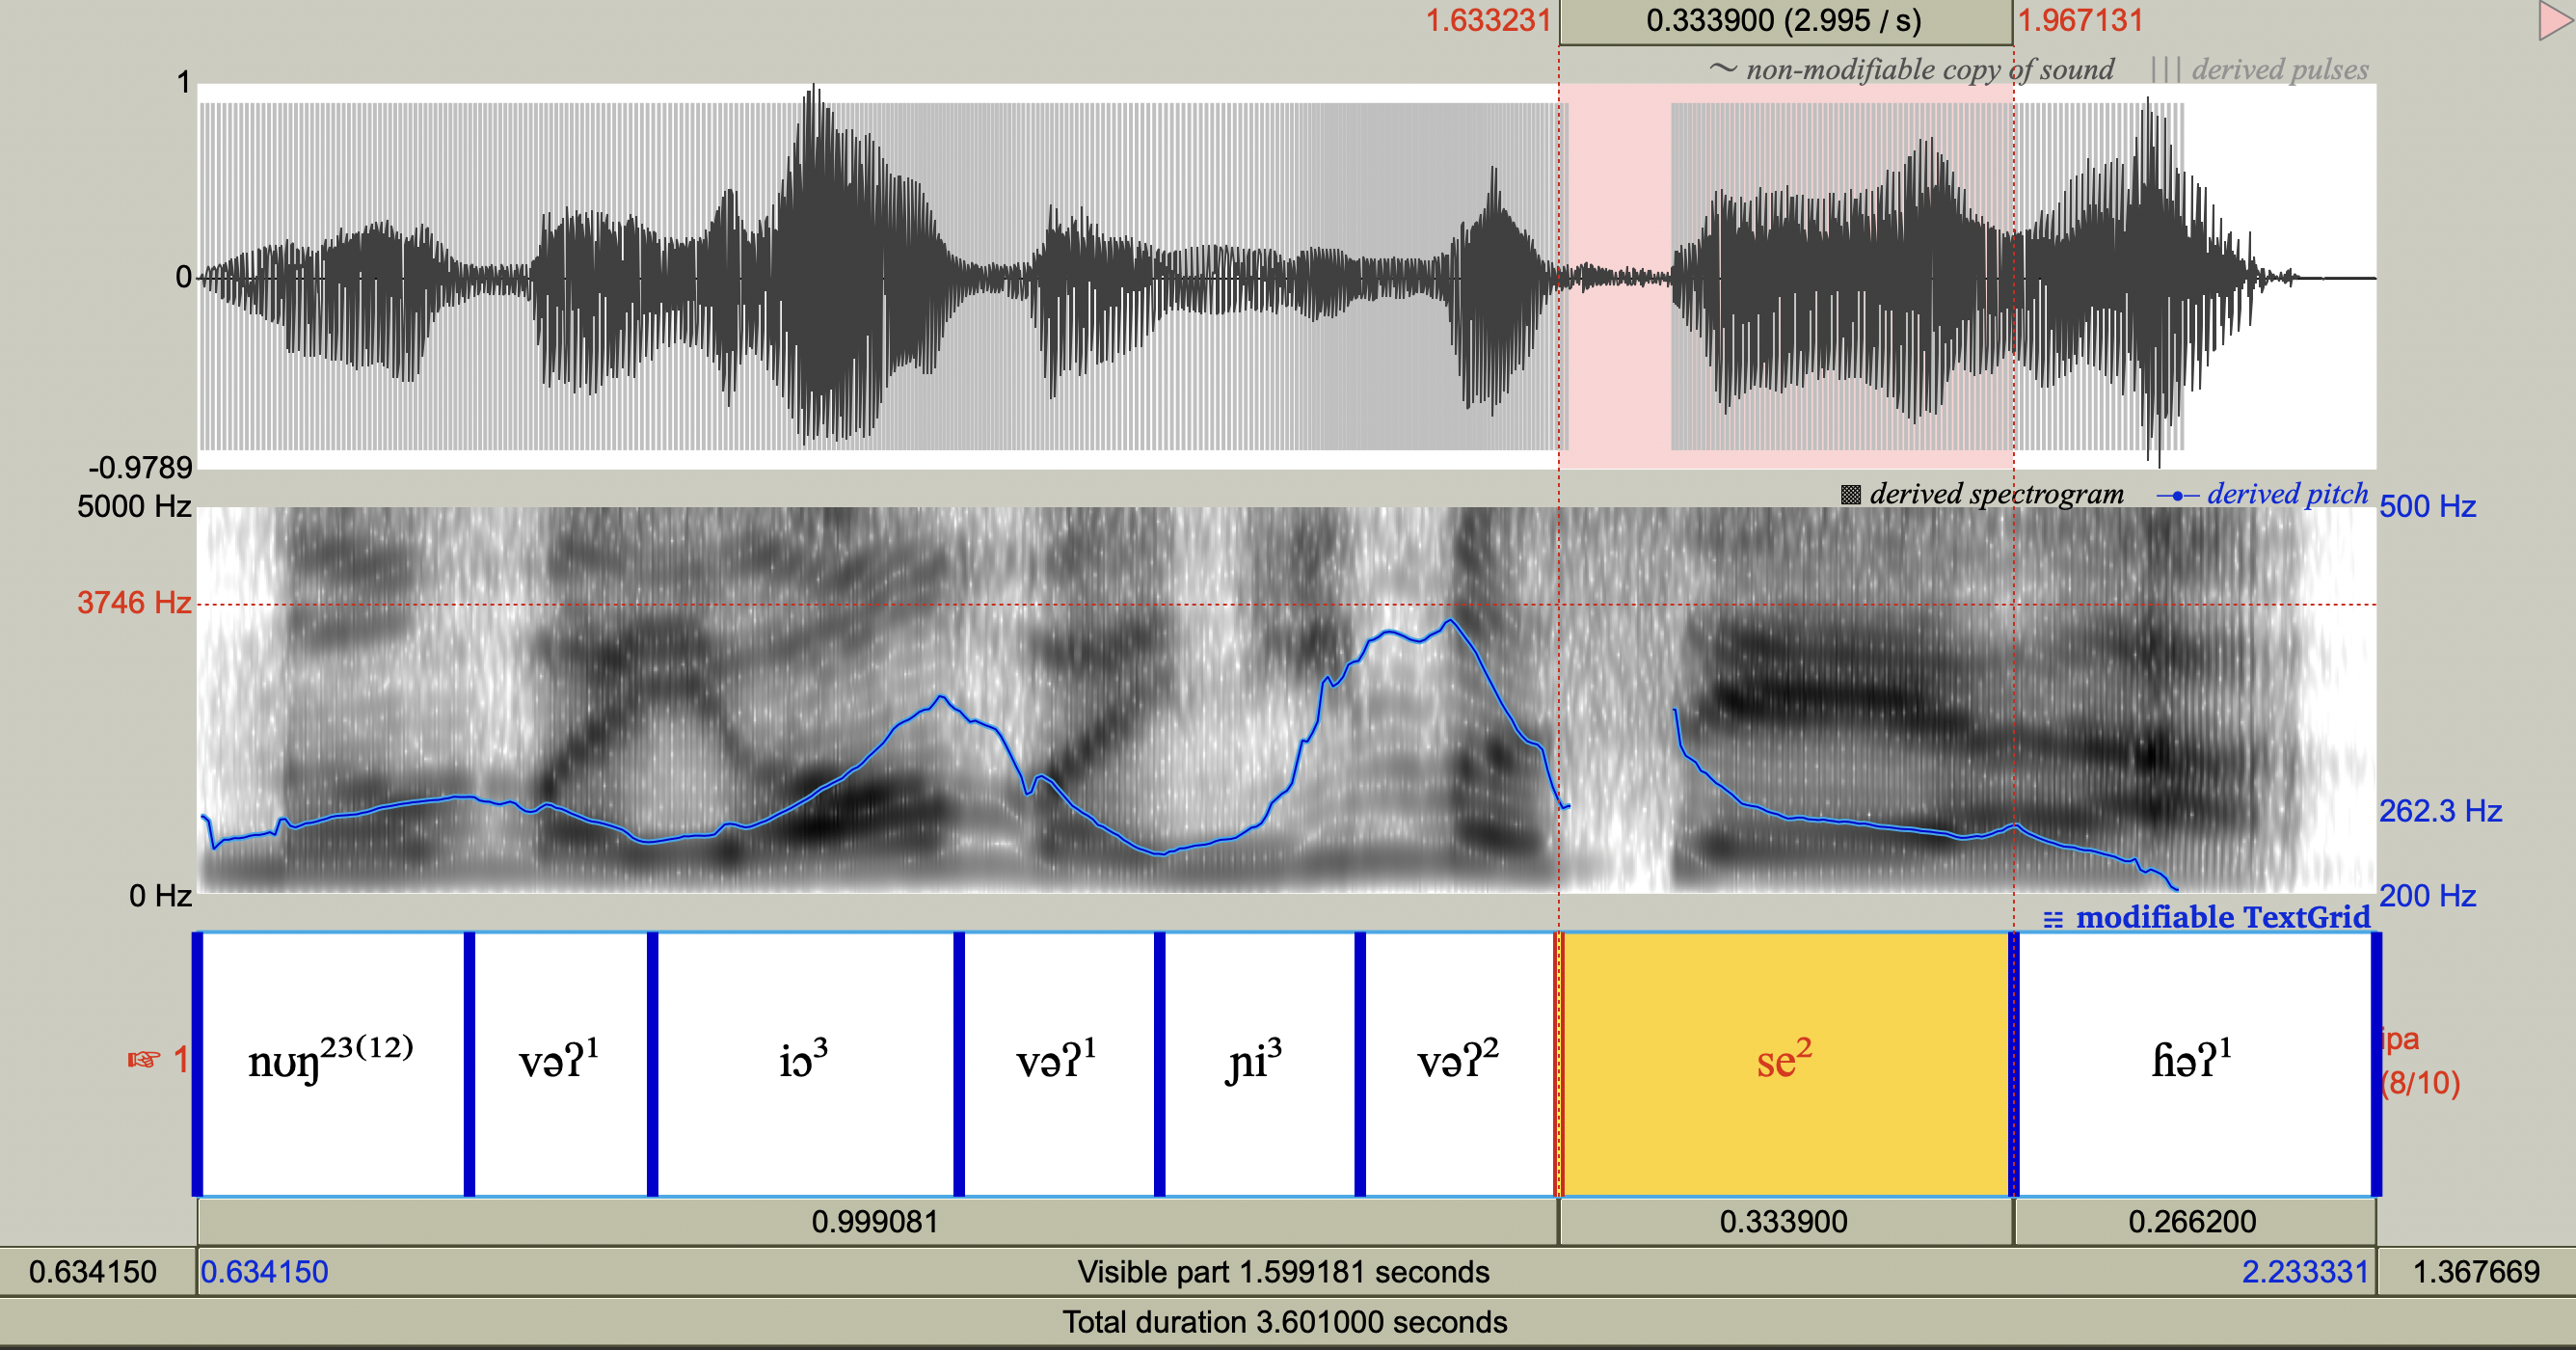 1.633231 0.333900 (2.995 / s) 1.967131
~ non-modifiable copy of sound ||| derived pulses
1
0
-0.9789
5000 Hz derived spectrogram derived pitch 500 Hz
3746 Hz
262.3 Hz
0 Hz 200 Hz
modifiable TextGrid
☞ 1 nʊŋ²³⁽¹²⁾ vəʔ¹ iɔ³ vəʔ¹ ɲi³ vəʔ² se² ɦəʔ¹ ipa
(8/10)
0.999081 0.333900 0.266200
0.634150 0.634150 Visible part 1.599181 seconds 2.233331 1.367669
Total duration 3.601000 seconds